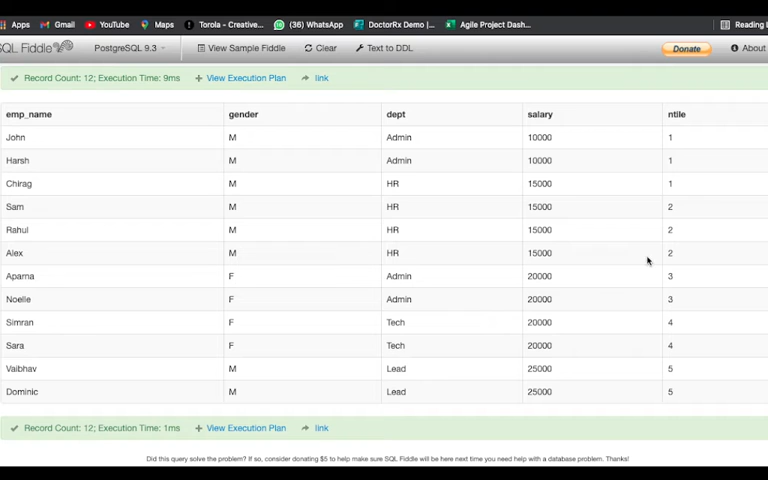 Apps Gmail YouTube Maps Torola - Creative... (36) WhatsApp DoctorRx Demo |... Agile Project Dash... Reading L
SQL Fiddle PostgreSQL 9.3 View Sample Fiddle Clear Text to DDL Donate About
Record Count: 12; Execution Time: 9ms View Execution Plan link
emp_name gender dept salary ntile
John M Admin 10000 1
Harsh M Admin 10000 1
Chirag M HR 15000 1
Sam M HR 15000 2
Rahul M HR 15000 2
Alex M HR 15000 2
Aparna F Admin 20000 3
Noelle F Admin 20000 3
Simran F Tech 20000 4
Sara F Tech 20000 4
Vaibhav M Lead 25000 5
Dominic M Lead 25000 5
Record Count: 12; Execution Time: 1ms View Execution Plan link
Did this query solve the problem? If so, consider donating $5 to help make sure SQL Fiddle will be here next time you need help with a database problem. Thanks!